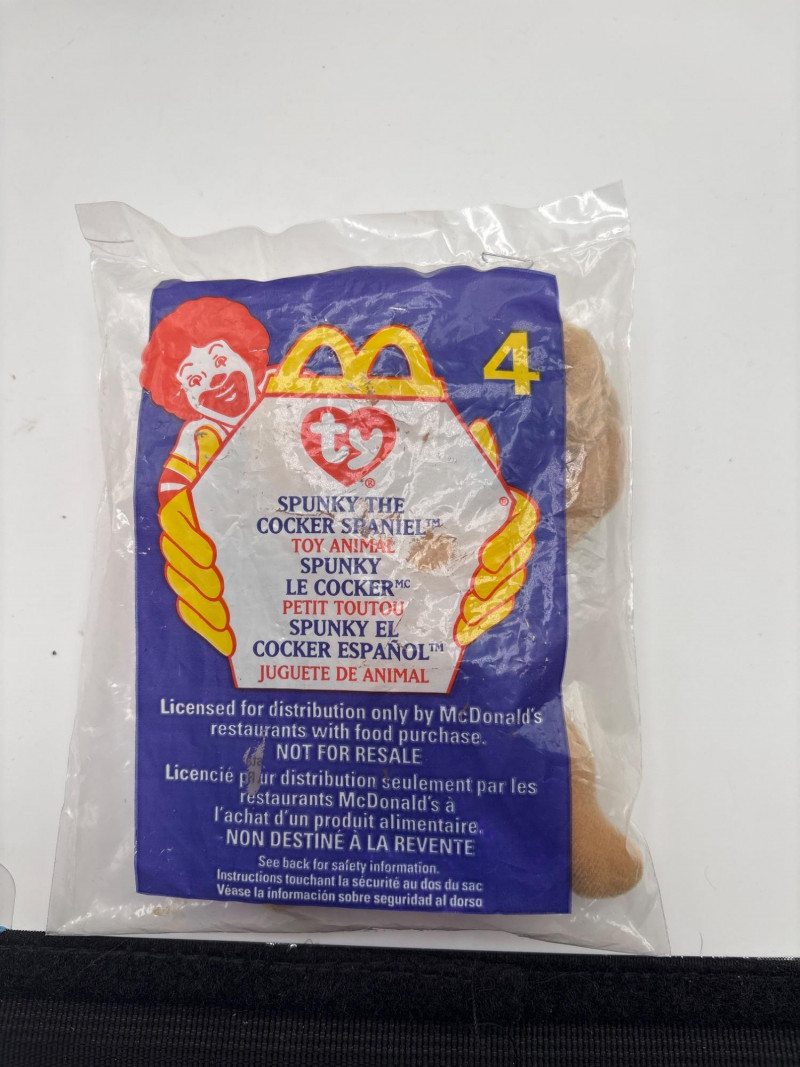 4
ty®
SPUNKY THE
COCKER SPANIEL™
TOY ANIMAL
SPUNKY
LE COCKERᴹᶜ
PETIT TOUTOU
SPUNKY EL
COCKER ESPAÑOL™
JUGUETE DE ANIMAL
®
Licensed for distribution only by McDonald's
restaurants with food purchase.
NOT FOR RESALE
Licencié pour distribution seulement par les
restaurants McDonald's à
l'achat d'un produit alimentaire.
NON DESTINÉ À LA REVENTE
See back for safety information.
Instructions touchant la sécurité au dos du sac
Véase la información sobre seguridad al dorso